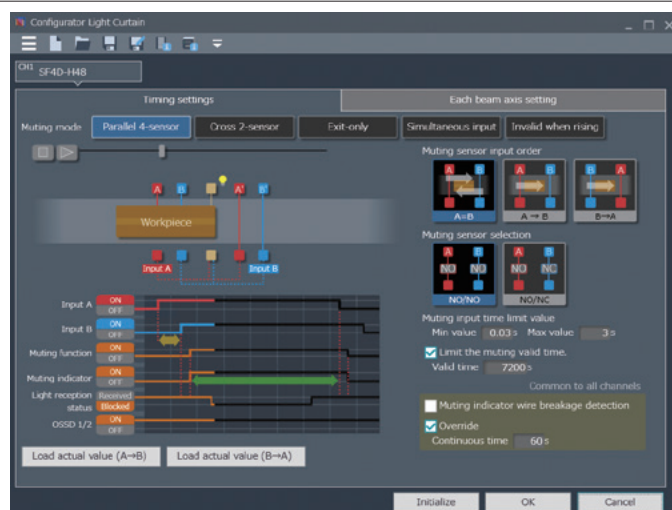 Configurator Light Curtain
CH1 SF4D-H48
Timing settings
Each beam axis setting
Muting mode
Parallel 4-sensor
Cross 2-sensor
Exit-only
Simultaneous input
Invalid when rising
Muting sensor input order
A B
A=B
A B
A → B
B A
B→A
A B A' B'
Workpiece
Input A
Input B
Muting sensor selection
A B
NO NO
NO/NO
A B
NO NC
NO/NC
Muting input time limit value
Min value 0.03 s Max value 3 s
Limit the muting valid time.
Valid time 7200 s
Common to all channels
Muting indicator wire breakage detection
Override
Continuous time 60 s
Input A ON
OFF
Input B ON
OFF
Muting function ON
OFF
Muting indicator ON
OFF
Light reception status Received
Blocked
OSSD 1/2 ON
OFF
Load actual value (A→B)
Load actual value (B→A)
Initialize
OK
Cancel